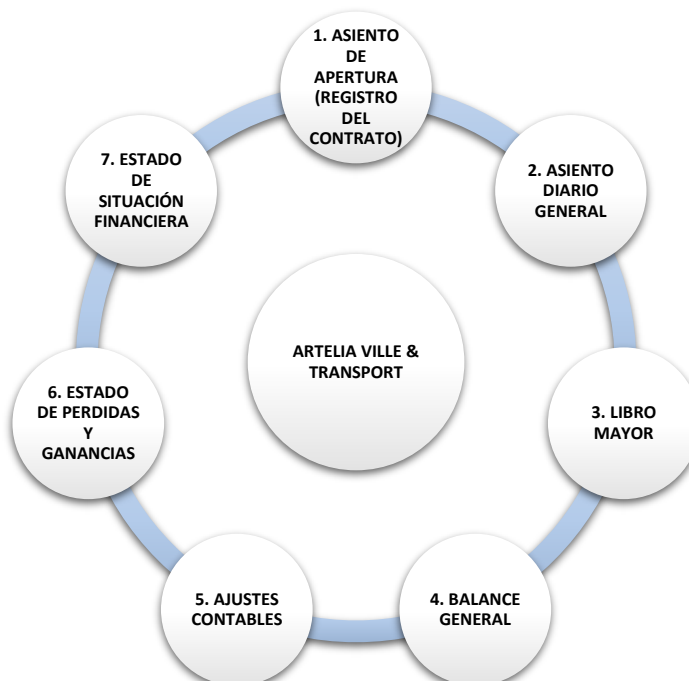 1. ASIENTO
DE
APERTURA
(REGISTRO
DEL
CONTRATO)
2. ASIENTO
DIARIO
GENERAL
3. LIBRO
MAYOR
4. BALANCE
GENERAL
5. AJUSTES
CONTABLES
6. ESTADO
DE PERDIDAS
Y
GANANCIAS
7. ESTADO
DE
SITUACIÓN
FINANCIERA
ARTELIA VILLE &
TRANSPORT